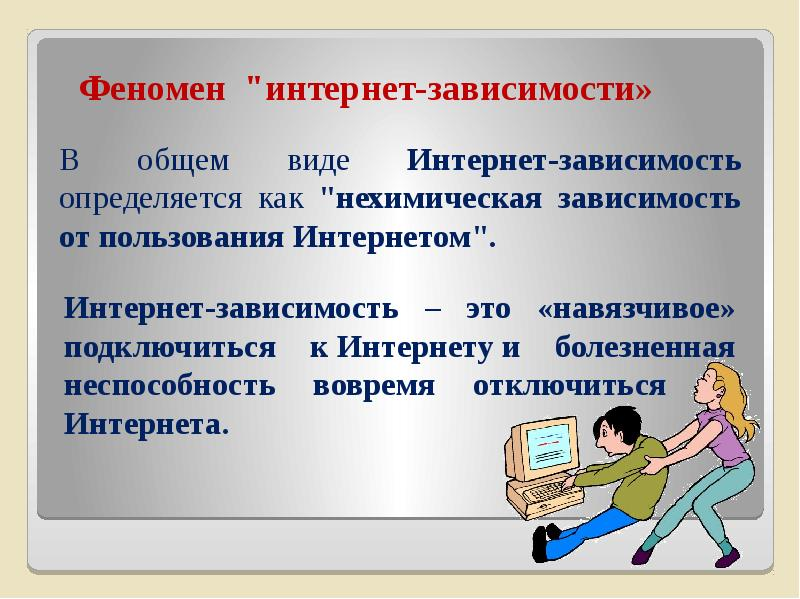 Феномен "интернет-зависимости»
В общем виде Интернет-зависимость
определяется как "нехимическая зависимость
от пользования Интернетом".
Интернет-зависимость – это «навязчивое»
подключиться к Интернету и болезненная
неспособность вовремя отключиться
Интернета.